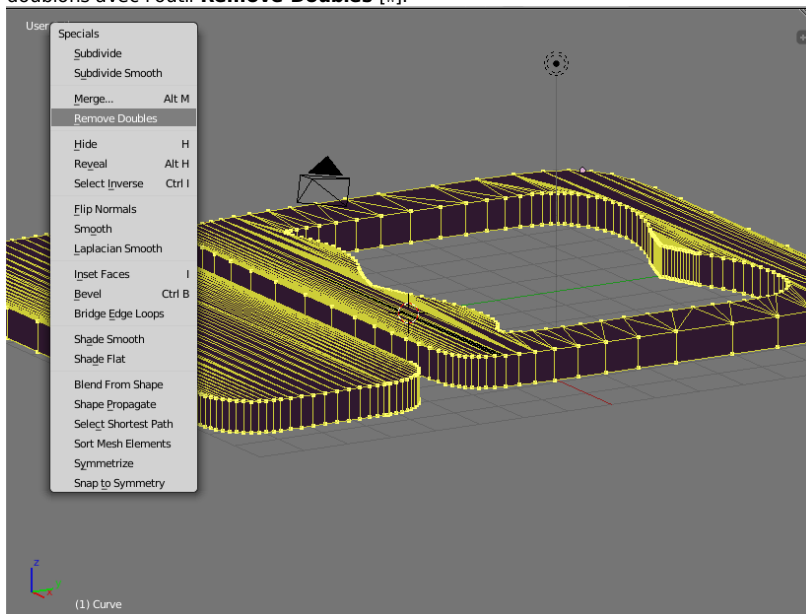 doublons avec l'outil Remove Doubles [#].
User
Specials
Subdivide
Subdivide Smooth
Merge... Alt M
Remove Doubles
Hide H
Reveal Alt H
Select Inverse Ctrl I
Flip Normals
Smooth
Laplacian Smooth
Inset Faces I
Bevel Ctrl B
Bridge Edge Loops
Shade Smooth
Shade Flat
Blend From Shape
Shape Propagate
Select Shortest Path
Sort Mesh Elements
Symmetrize
Snap to Symmetry
z
y
x
(1) Curve